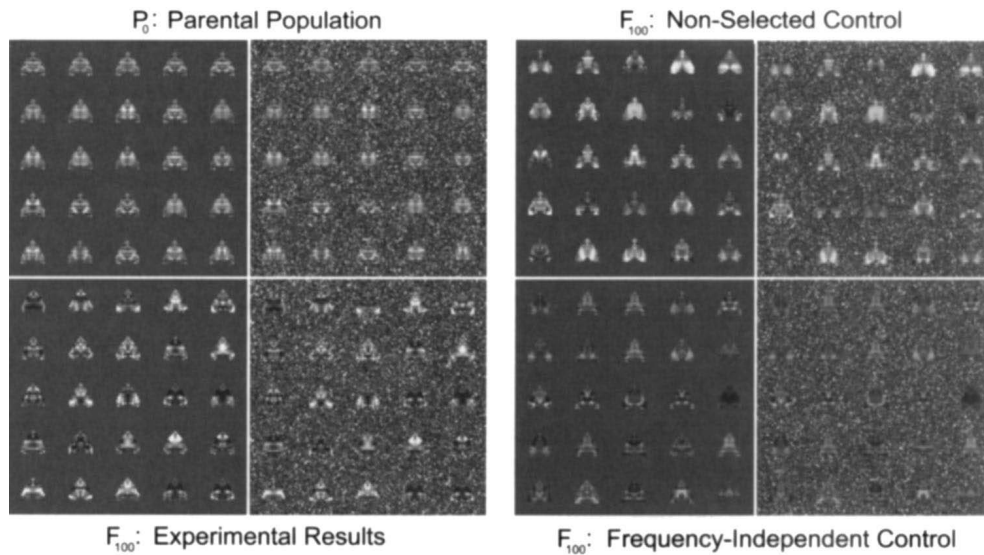 P₀: Parental Population
F₁₀₀: Non-Selected Control
F₁₀₀: Experimental Results
F₁₀₀: Frequency-Independent Control